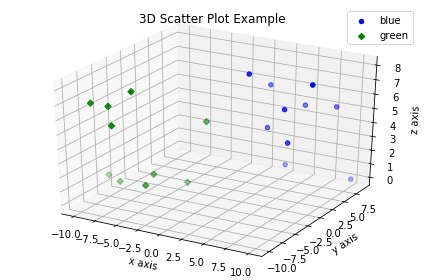 3D Scatter Plot Example
blue
green
8
7
6
5
4
3
2
1
0
z axis
−10.0 −7.5 −5.0 −2.5 0.0 2.5 5.0 7.5 10.0
x axis
−10.0 −7.5 −5.0 −2.5 0.0 2.5 5.0 7.5
y axis